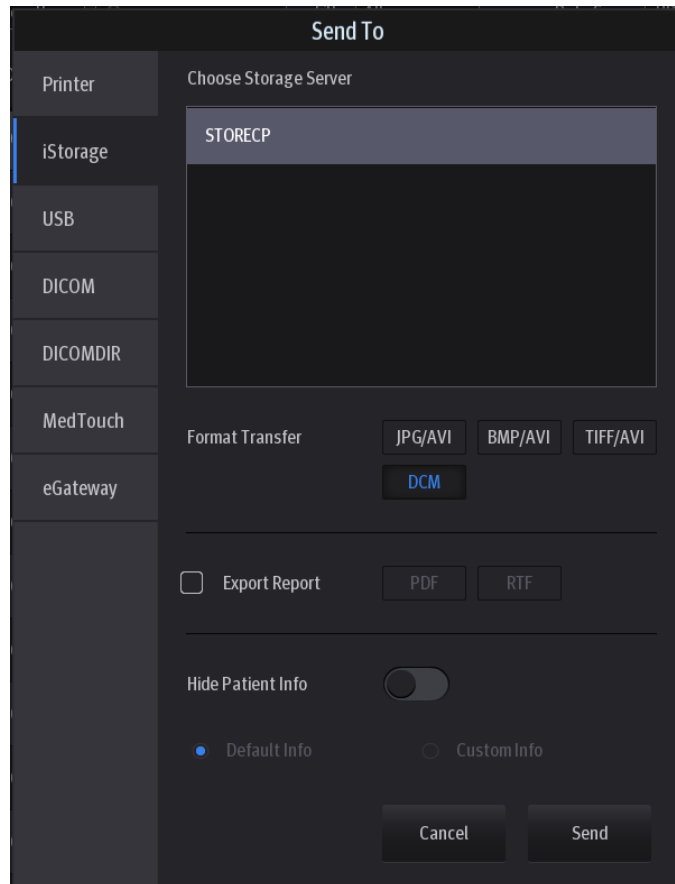 Send To
Printer
iStorage
USB
DICOM
DICOMDIR
MedTouch
eGateway
Choose Storage Server
STORECP
Format Transfer
JPG/AVI BMP/AVI TIFF/AVI
DCM
Export Report PDF RTF
Hide Patient Info
Default Info Custom Info
Cancel Send